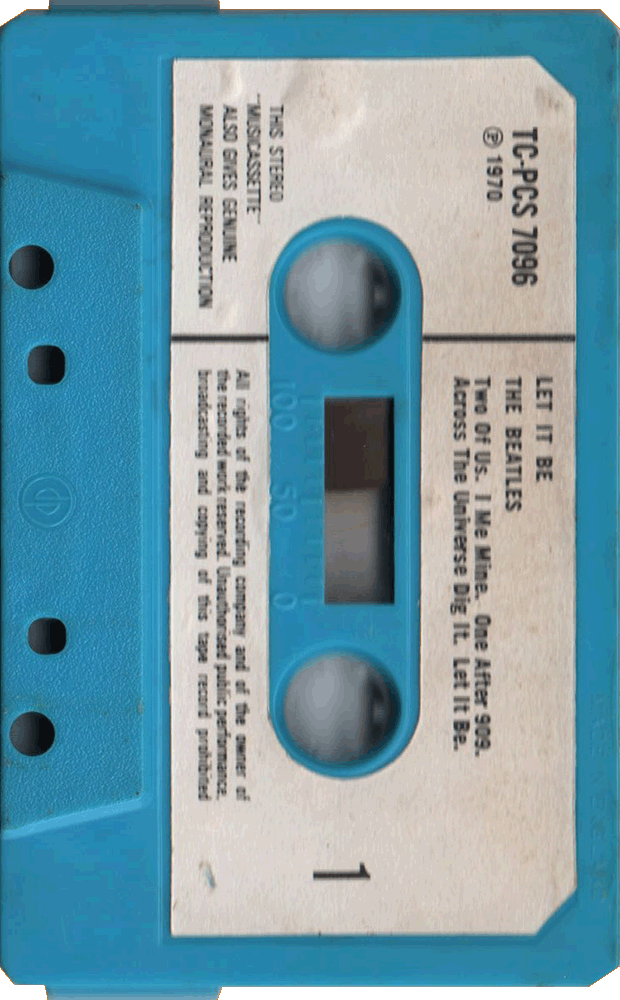 TC-PCS 7096
℗ 1970
LET IT BE
THE BEATLES
Two Of Us. I Me Mine. One After 909.
Across The Universe Dig It. Let It Be.
THIS STEREO
"MUSICASSETTE"
ALSO GIVES GENUINE
MONAURAL REPRODUCTION
100 50 0
All rights of the recording company and of the owner of
the recorded work reserved. Unauthorised public performance,
broadcasting and copying of this tape record prohibited
1